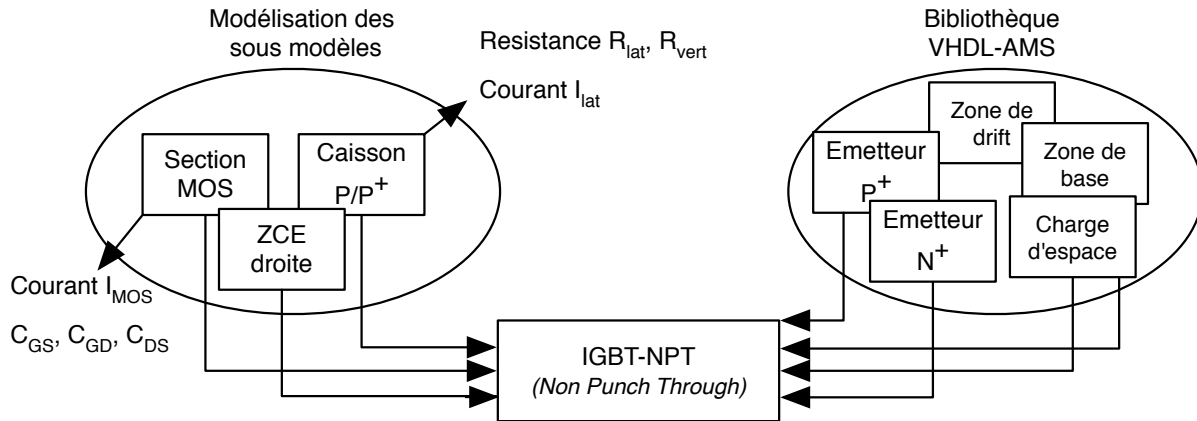 Modélisation des
sous modèles
Resistance R_lat, R_vert
Courant I_lat
Section
MOS
Caisson
P/P^+
ZCE
droite
Courant I_MOS
C_GS, C_GD, C_DS
Bibliothèque
VHDL-AMS
Zone de
drift
Emetteur
P^+
Zone de
base
Emetteur
N^+
Charge
d'espace
IGBT-NPT
(Non Punch Through)